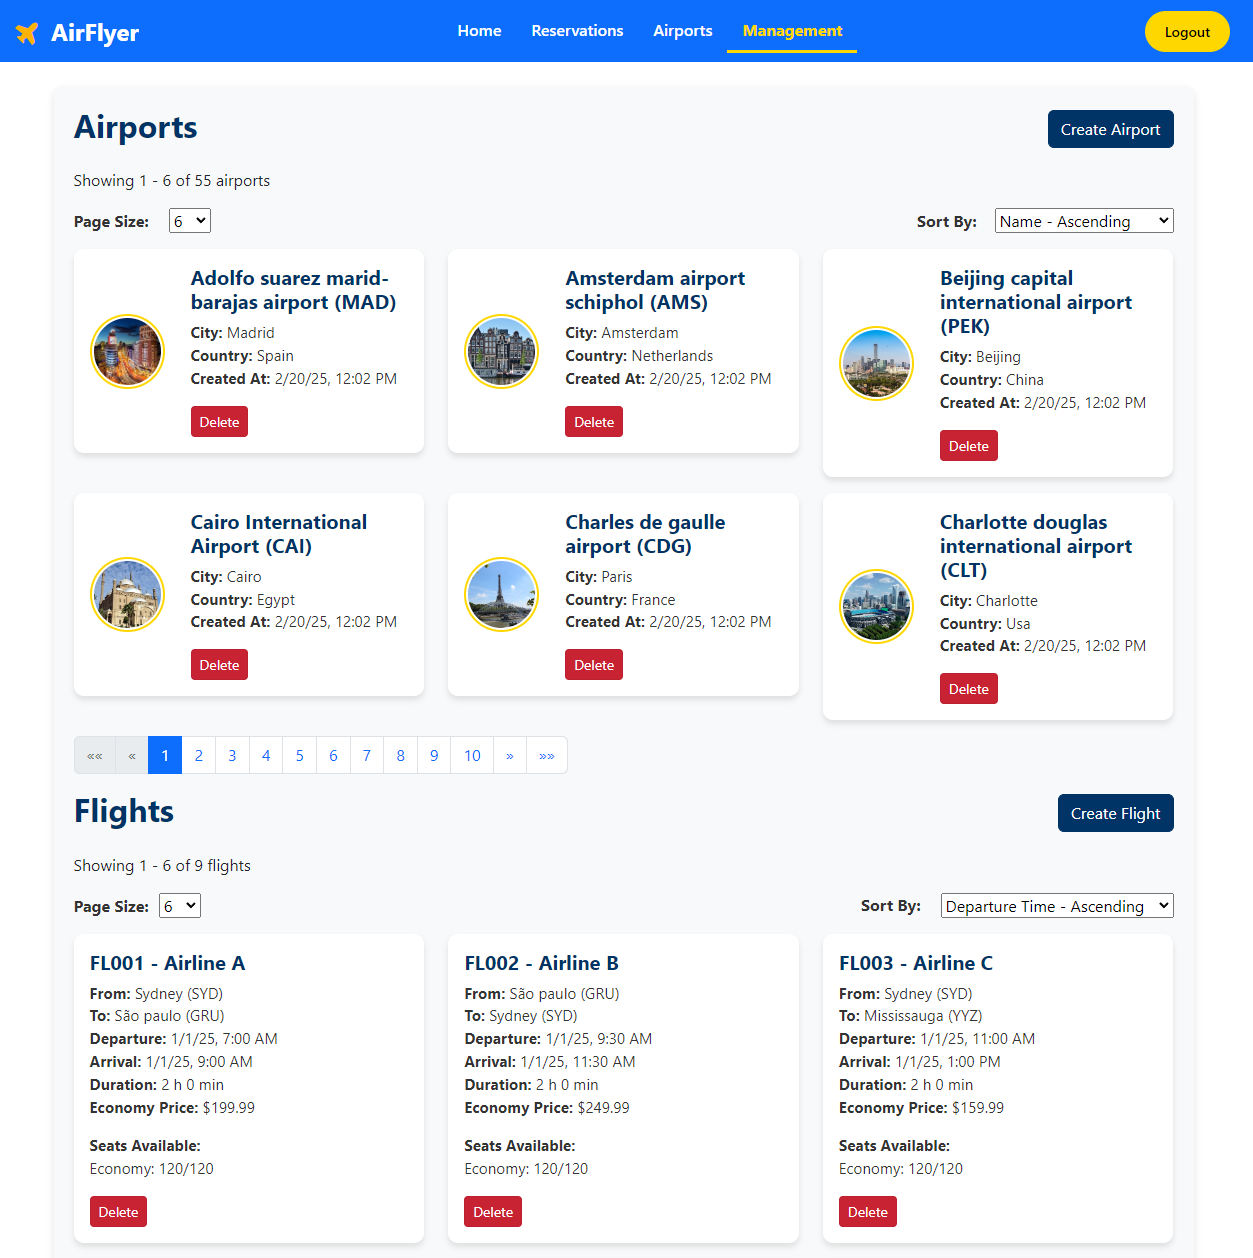 AirFlyer
Home
Reservations
Airports
Management
Logout
Airports
Create Airport
Showing 1 - 6 of 55 airports
Page Size: 6
Sort By: Name - Ascending
Adolfo suarez marid-
barajas airport (MAD)
City: Madrid
Country: Spain
Created At: 2/20/25, 12:02 PM
Delete
Amsterdam airport
schiphol (AMS)
City: Amsterdam
Country: Netherlands
Created At: 2/20/25, 12:02 PM
Delete
Beijing capital
international airport
(PEK)
City: Beijing
Country: China
Created At: 2/20/25, 12:02 PM
Delete
Cairo International
Airport (CAI)
City: Cairo
Country: Egypt
Created At: 2/20/25, 12:02 PM
Delete
Charles de gaulle
airport (CDG)
City: Paris
Country: France
Created At: 2/20/25, 12:02 PM
Delete
Charlotte douglas
international airport
(CLT)
City: Charlotte
Country: Usa
Created At: 2/20/25, 12:02 PM
Delete
«« « 1 2 3 4 5 6 7 8 9 10 » »»
Flights
Create Flight
Showing 1 - 6 of 9 flights
Page Size: 6
Sort By: Departure Time - Ascending
FL001 - Airline A
From: Sydney (SYD)
To: São paulo (GRU)
Departure: 1/1/25, 7:00 AM
Arrival: 1/1/25, 9:00 AM
Duration: 2 h 0 min
Economy Price: $199.99
Seats Available:
Economy: 120/120
Delete
FL002 - Airline B
From: São paulo (GRU)
To: Sydney (SYD)
Departure: 1/1/25, 9:30 AM
Arrival: 1/1/25, 11:30 AM
Duration: 2 h 0 min
Economy Price: $249.99
Seats Available:
Economy: 120/120
Delete
FL003 - Airline C
From: Sydney (SYD)
To: Mississauga (YYZ)
Departure: 1/1/25, 11:00 AM
Arrival: 1/1/25, 1:00 PM
Duration: 2 h 0 min
Economy Price: $159.99
Seats Available:
Economy: 120/120
Delete